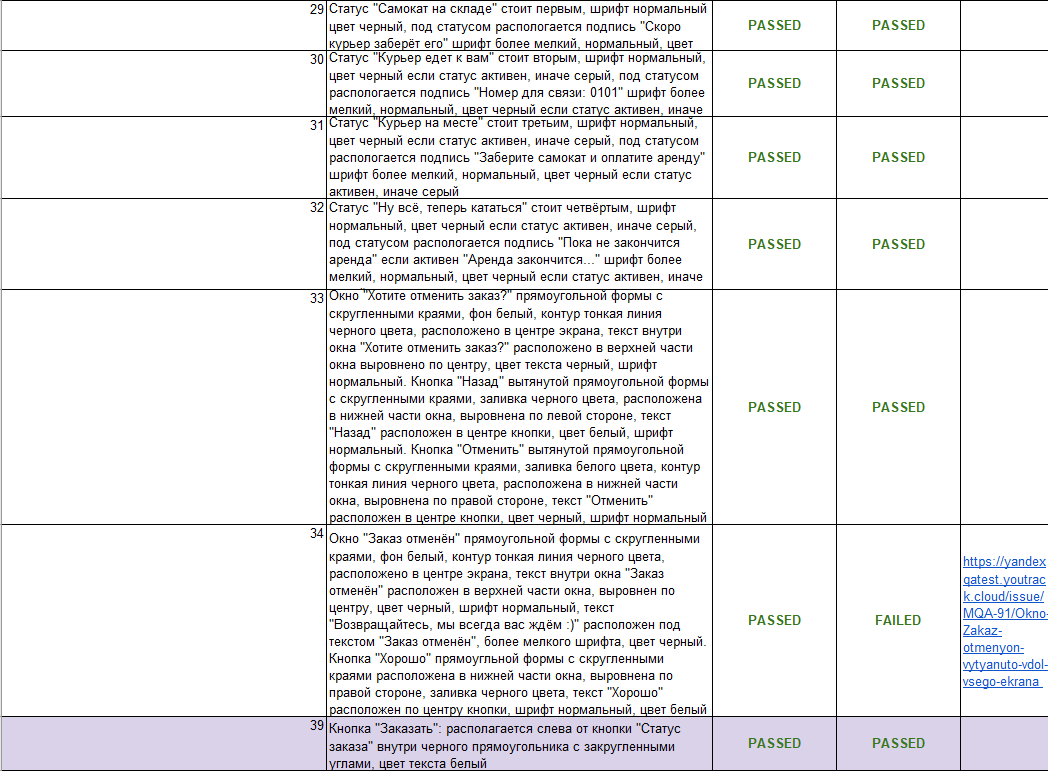 29
Статус "Самокат на складе" стоит первым, шрифт нормальный
цвет черный, под статусом распологается подпись "Скоро
курьер заберёт его" шрифт более мелкий, нормальный, цвет
PASSED
PASSED
30
Статус "Курьер едет к вам" стоит вторым, шрифт нормальный,
цвет черный если статус активен, иначе серый, под статусом
распологается подпись "Номер для связи: 0101" шрифт более
мелкий, нормальный, цвет черный если статус активен, иначе
PASSED
PASSED
31
Статус "Курьер на месте" стоит третьим, шрифт нормальный,
цвет черный если статус активен, иначе серый, под статусом
распологается подпись "Заберите самокат и оплатите аренду"
шрифт более мелкий, нормальный, цвет черный если статус
активен, иначе серый
PASSED
PASSED
32
Статус "Ну всё, теперь кататься" стоит четвёртым, шрифт
нормальный, цвет черный если статус активен, иначе серый,
под статусом распологается подпись "Пока не закончится
аренда" если активен "Аренда закончится..." шрифт более
мелкий, нормальный, цвет черный если статус активен, иначе
PASSED
PASSED
33
Окно "Хотите отменить заказ?" прямоугольной формы с
скругленными краями, фон белый, контур тонкая линия
черного цвета, расположено в центре экрана, текст внутри
окна "Хотите отменить заказ?" расположено в верхней части
окна выровнено по центру, цвет текста черный, шрифт
нормальный. Кнопка "Назад" вытянутой прямоугольной формы
с скругленными краями, заливка черного цвета, расположена
в нижней части окна, выровнена по левой стороне, текст
"Назад" расположен в центре кнопки, цвет белый, шрифт
нормальный. Кнопка "Отменить" вытянутой прямоугольной
формы с скругленными краями, заливка белого цвета, контур
тонкая линия черного цвета, расположена в нижней части
окна, выровнена по правой стороне, текст "Отменить"
расположен в центре кнопки, цвет черный, шрифт нормальный
PASSED
PASSED
34
Окно "Заказ отменён" прямоугольной формы с скругленными
краями, фон белый, контур тонкая линия черного цвета,
расположено в центре экрана, текст внутри окна "Заказ
отменён" расположен в верхней части окна, выровнен по
центру, цвет черный, шрифт нормальный, текст
"Возвращайтесь, мы всегда вас ждём :)" расположен под
текстом "Заказ отменён", более мелкого шрифта, цвет черный.
Кнопка "Хорошо" прямоуглной формы с скругленными
краями расположена в нижней части окна, выровнена по
правой стороне, заливка черного цвета, текст "Хорошо"
расположен по центру кнопки, шрифт нормальный, цвет белый
PASSED
FAILED
https://yandex
qatest.youtrac
k.cloud/issue/
MQA-91/Okno-
Zakaz-
otmenyon-
vytyanuto-vdol-
vsego-ekrana
39
Кнопка "Заказать": располагается слева от кнопки "Статус
заказа" внутри черного прямоугольника с закругленными
углами, цвет текста белый
PASSED
PASSED